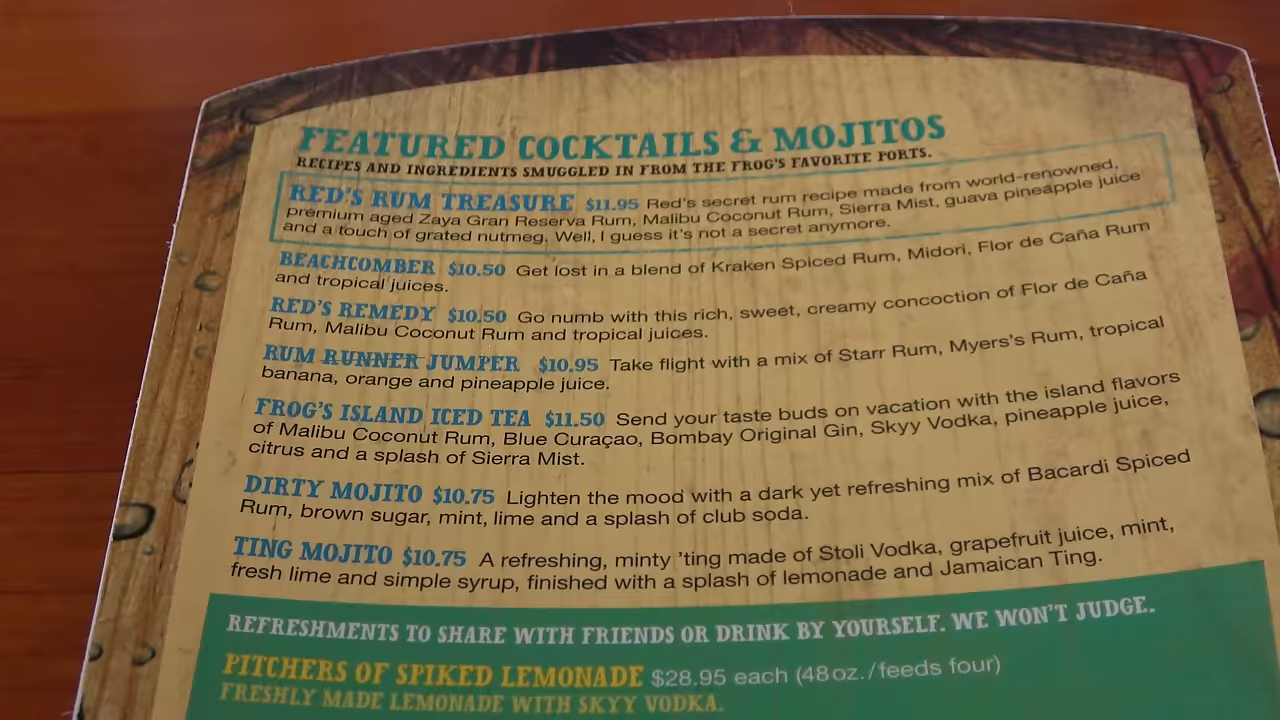 FEATURED COCKTAILS & MOJITOS
RECIPES AND INGREDIENTS SMUGGLED IN FROM THE FROG'S FAVORITE PORTS.
RED'S RUM TREASURE $11.95 Red's secret rum recipe made from world-renowned,
premium aged Zaya Gran Reserva Rum, Malibu Coconut Rum, Sierra Mist, guava pineapple juice
and a touch of grated nutmeg. Well, I guess it's not a secret anymore.
BEACHCOMBER $10.50 Get lost in a blend of Kraken Spiced Rum, Midori, Flor de Caña Rum
and tropical juices.
RED'S REMEDY $10.50 Go numb with this rich, sweet, creamy concoction of Flor de Caña
Rum, Malibu Coconut Rum and tropical juices.
RUM RUNNER JUMPER $10.95 Take flight with a mix of Starr Rum, Myers's Rum, tropical
banana, orange and pineapple juice.
FROG'S ISLAND ICED TEA $11.50 Send your taste buds on vacation with the island flavors
of Malibu Coconut Rum, Blue Curaçao, Bombay Original Gin, Skyy Vodka, pineapple juice,
citrus and a splash of Sierra Mist.
DIRTY MOJITO $10.75 Lighten the mood with a dark yet refreshing mix of Bacardi Spiced
Rum, brown sugar, mint, lime and a splash of club soda.
TING MOJITO $10.75 A refreshing, minty 'ting made of Stoli Vodka, grapefruit juice, mint,
fresh lime and simple syrup, finished with a splash of lemonade and Jamaican Ting.
REFRESHMENTS TO SHARE WITH FRIENDS OR DRINK BY YOURSELF. WE WON'T JUDGE.
PITCHERS OF SPIKED LEMONADE $28.95 each (48 oz./feeds four)
FRESHLY MADE LEMONADE WITH SKYY VODKA.